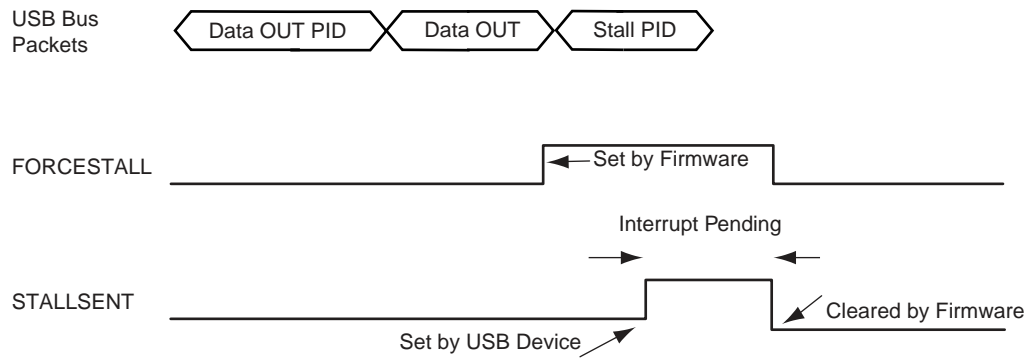 USB Bus
Packets
Data OUT PID
Data OUT
Stall PID
FORCESTALL
Set by Firmware
Interrupt Pending
STALLSENT
Cleared by Firmware
Set by USB Device